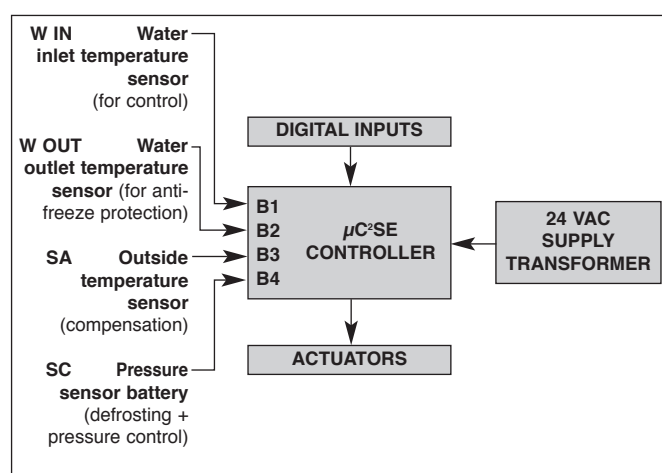 W IN Water
inlet temperature
sensor
(for control)
W OUT Water
outlet temperature
sensor (for anti-
freeze protection)
SA Outside
temperature
sensor
(compensation)
SC Pressure
sensor battery
(defrosting +
pressure control)
DIGITAL INPUTS
B1
B2
B3
B4
µC²SE
CONTROLLER
ACTUATORS
24 VAC
SUPPLY
TRANSFORMER